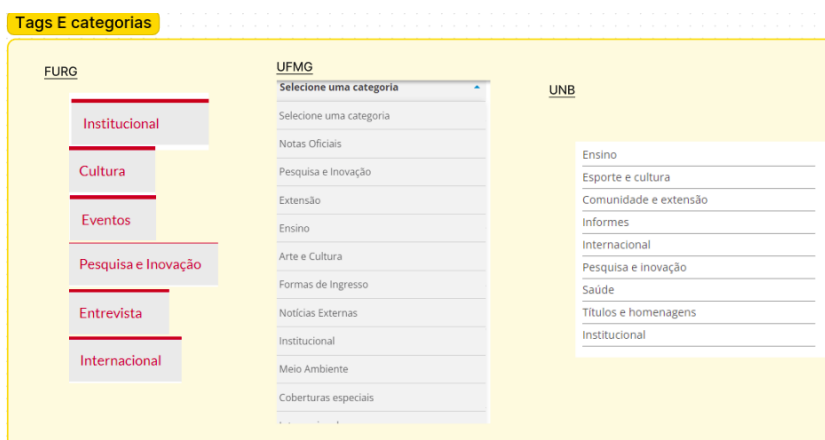 Tags E categorias
FURG
Institucional
Cultura
Eventos
Pesquisa e Inovação
Entrevista
Internacional
UFMG
Selecione uma categoria
Selecione uma categoria
Notas Oficiais
Pesquisa e Inovação
Extensão
Ensino
Arte e Cultura
Formas de Ingresso
Notícias Externas
Institucional
Meio Ambiente
Coberturas especiais
UNB
Ensino
Esporte e cultura
Comunidade e extensão
Informes
Internacional
Pesquisa e inovação
Saúde
Títulos e homenagens
Institucional